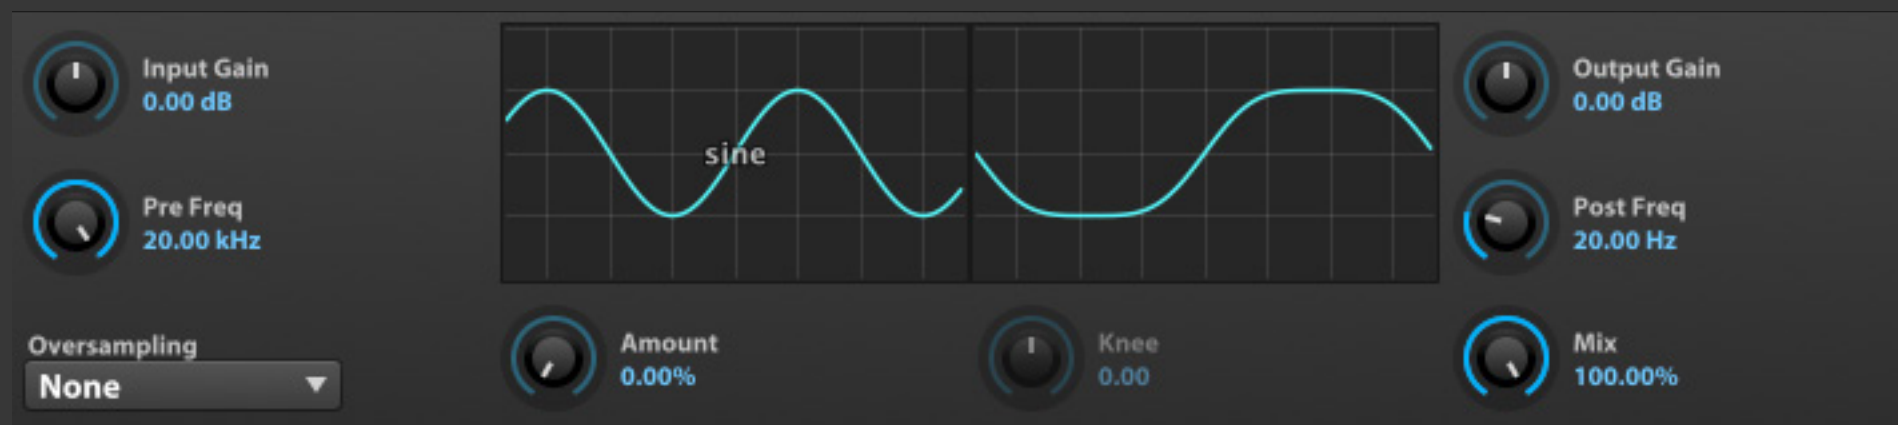 Input Gain
0.00 dB
Pre Freq
20.00 kHz
Oversampling
None
sine
Amount
0.00%
Knee
0.00
Output Gain
0.00 dB
Post Freq
20.00 Hz
Mix
100.00%